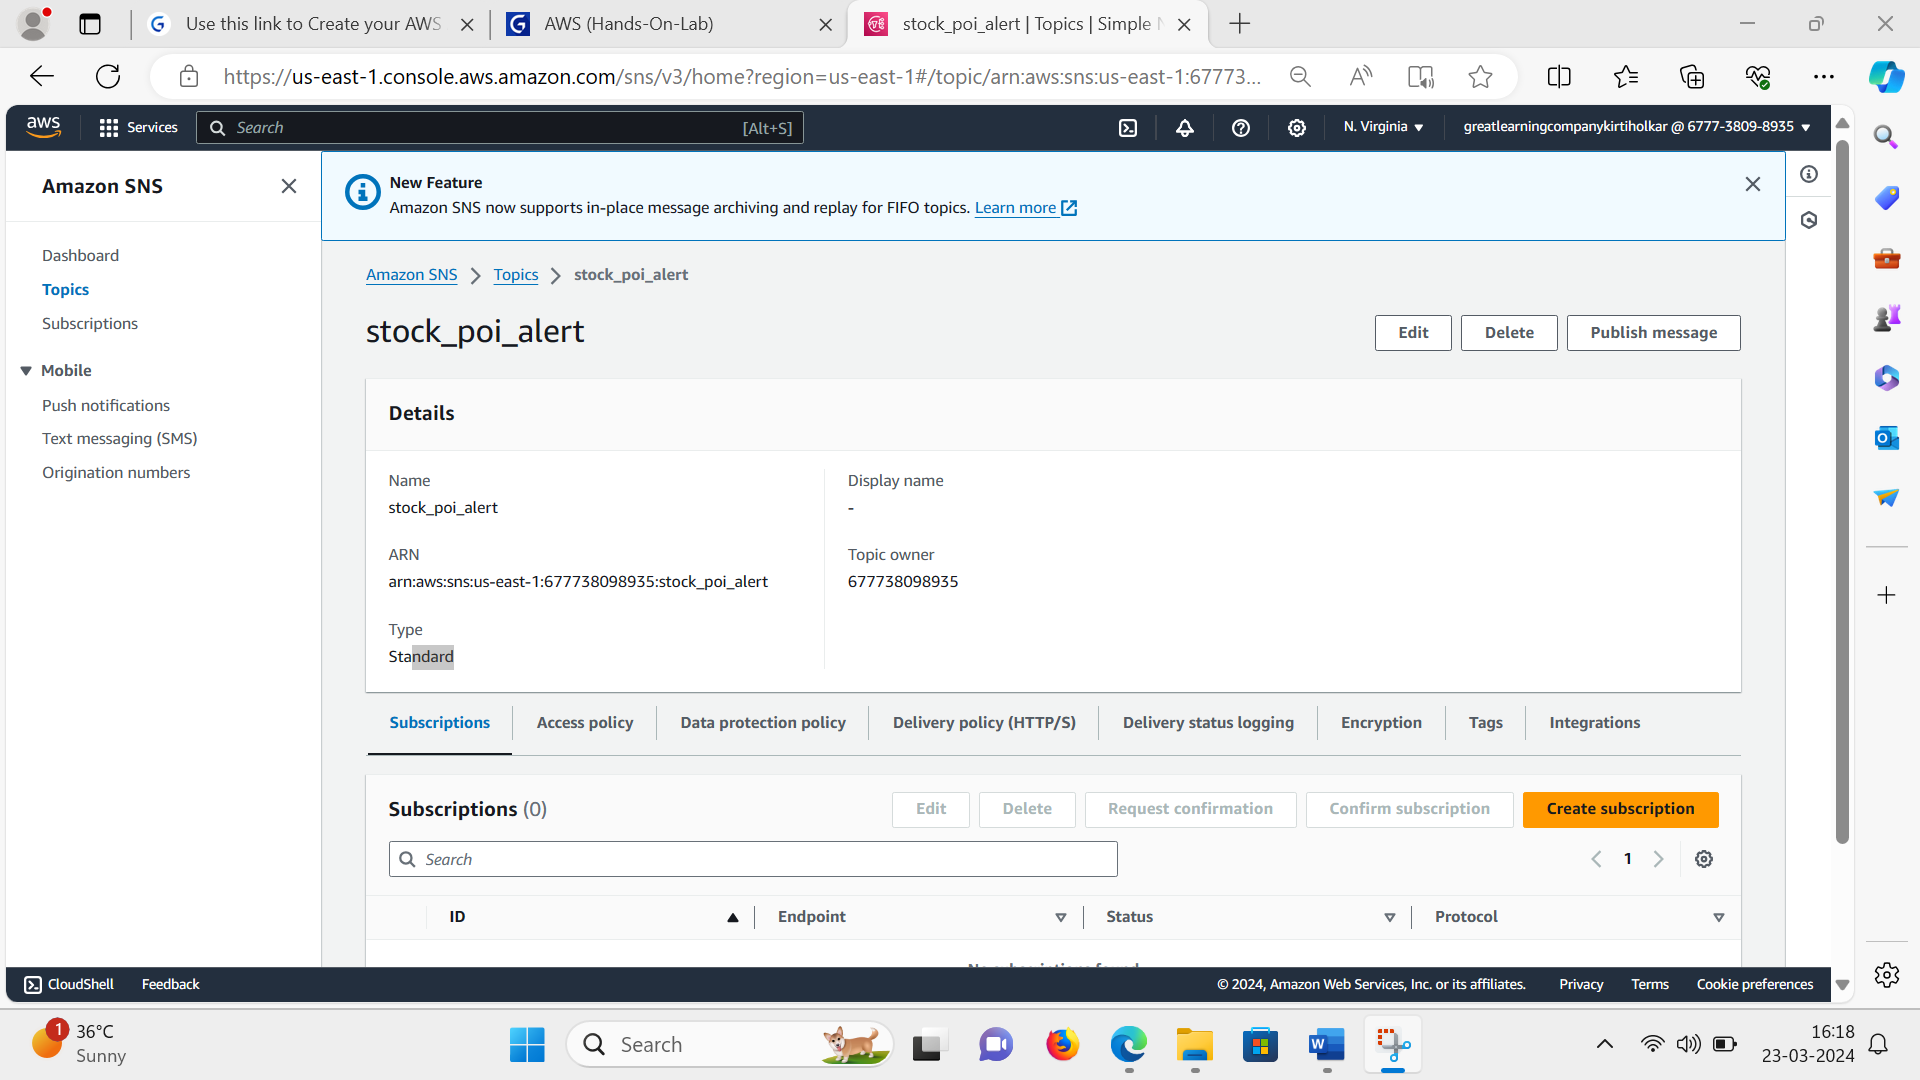 Use this link to Create your AWS
AWS (Hands-On-Lab)
stock_poi_alert | Topics | Simple N
https://us-east-1.console.aws.amazon.com/sns/v3/home?region=us-east-1#/topic/arn:aws:sns:us-east-1:67773...
aws
Services
Search
[Alt+S]
N. Virginia
greatlearningcompanykirtiholkar @ 6777-3809-8935
Amazon SNS
Dashboard
Topics
Subscriptions
Mobile
Push notifications
Text messaging (SMS)
Origination numbers
New Feature
Amazon SNS now supports in-place message archiving and replay for FIFO topics. Learn more
Amazon SNS > Topics > stock_poi_alert
stock_poi_alert
Edit
Delete
Publish message
Details
Name
stock_poi_alert
ARN
arn:aws:sns:us-east-1:677738098935:stock_poi_alert
Type
Standard
Display name
-
Topic owner
677738098935
Subscriptions
Access policy
Data protection policy
Delivery policy (HTTP/S)
Delivery status logging
Encryption
Tags
Integrations
Subscriptions (0)
Edit
Delete
Request confirmation
Confirm subscription
Create subscription
Search
1
ID
Endpoint
Status
Protocol
CloudShell
Feedback
© 2024, Amazon Web Services, Inc. or its affiliates.
Privacy
Terms
Cookie preferences
1
36°C
Sunny
Search
16:18
23-03-2024